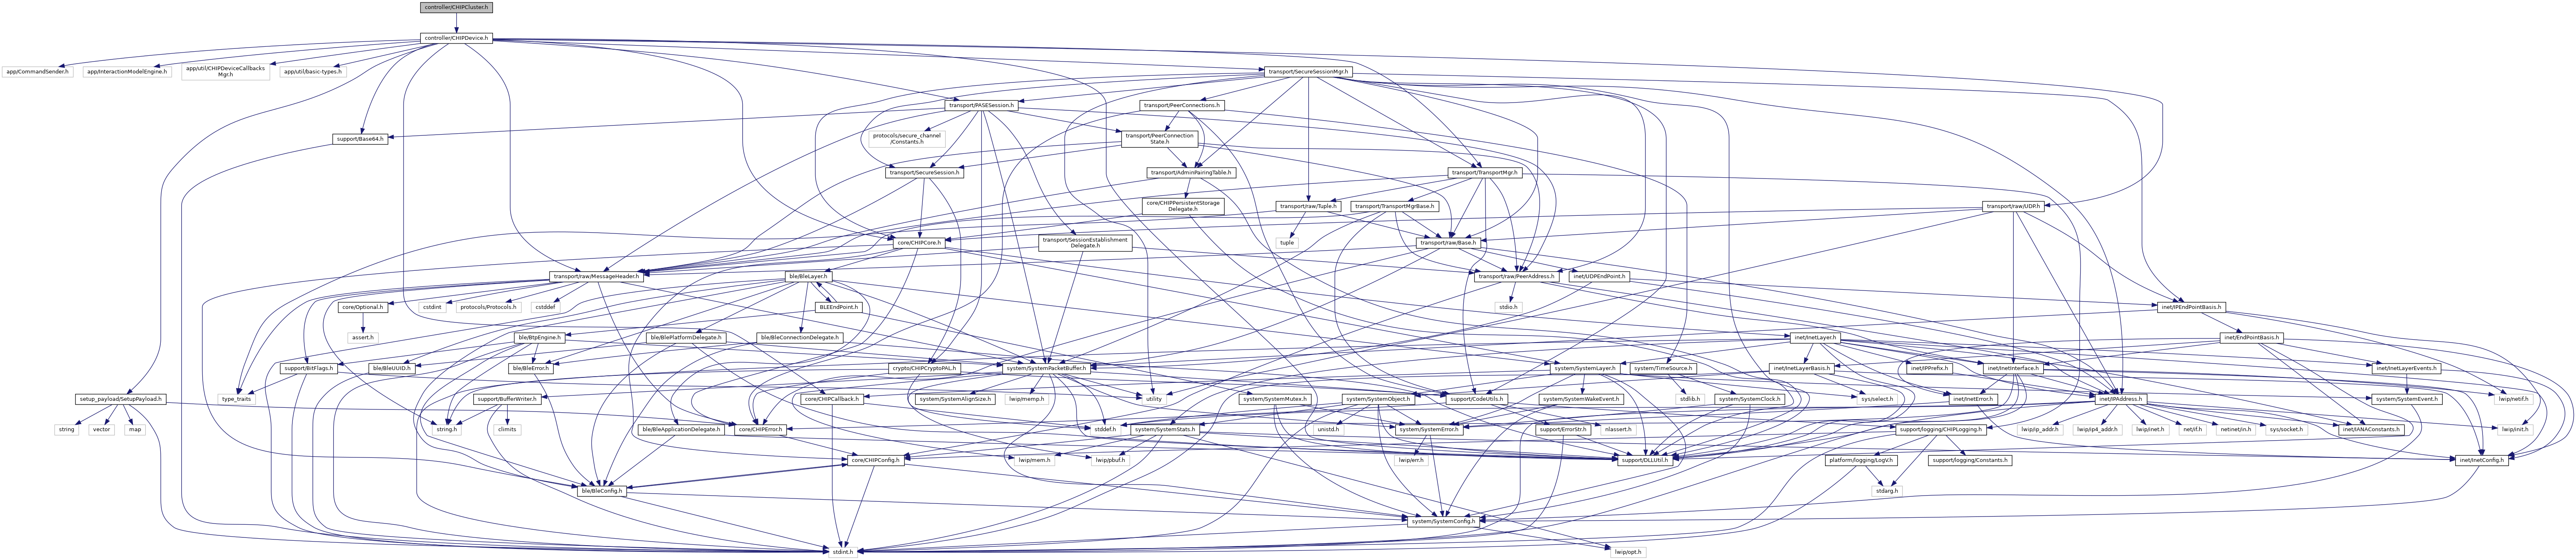 controller/CHIPCluster.h
controller/CHIPDevice.h
app/CommandSender.h
app/InteractionModelEngine.h
app/util/CHIPDeviceCallbacks
Mgr.h
app/util/basic-types.h
transport/SecureSessionMgr.h
transport/PASESession.h
transport/PeerConnections.h
support/Base64.h
protocols/secure_channel
/Constants.h
transport/PeerConnection
State.h
transport/SecureSession.h
transport/AdminPairingTable.h
transport/TransportMgr.h
core/CHIPPersistentStorage
Delegate.h
transport/raw/Tuple.h
transport/TransportMgrBase.h
transport/raw/UDP.h
core/CHIPCore.h
transport/SessionEstablishment
Delegate.h
tuple
transport/raw/Base.h
transport/raw/MessageHeader.h
ble/BleLayer.h
transport/raw/PeerAddress.h
inet/UDPEndPoint.h
core/Optional.h
cstdint
protocols/Protocols.h
cstddef
BLEEndPoint.h
stdio.h
inet/IPEndPointBasis.h
assert.h
ble/BtpEngine.h
ble/BlePlatformDelegate.h
ble/BleConnectionDelegate.h
inet/InetLayer.h
inet/EndPointBasis.h
support/BitFlags.h
ble/BleUUID.h
ble/BleError.h
crypto/CHIPCryptoPAL.h
system/SystemPacketBuffer.h
system/SystemLayer.h
system/TimeSource.h
inet/InetLayerBasis.h
inet/IPPrefix.h
inet/InetInterface.h
inet/InetLayerEvents.h
setup_payload/SetupPayload.h
type_traits
support/BufferWriter.h
core/CHIPCallback.h
system/SystemAlignSize.h
lwip/memp.h
utility
system/SystemMutex.h
system/SystemObject.h
support/CodeUtils.h
system/SystemWakeEvent.h
stdlib.h
system/SystemClock.h
sys/select.h
inet/InetError.h
inet/IPAddress.h
system/SystemEvent.h
lwip/netif.h
string
vector
map
string.h
climits
ble/BleApplicationDelegate.h
core/CHIPError.h
stddef.h
system/SystemStats.h
unistd.h
system/SystemError.h
support/ErrorStr.h
nlassert.h
support/logging/CHIPLogging.h
lwip/ip_addr.h
lwip/ip4_addr.h
lwip/inet.h
net/if.h
netinet/in.h
sys/socket.h
inet/IANAConstants.h
lwip/init.h
core/CHIPConfig.h
lwip/mem.h
lwip/pbuf.h
lwip/err.h
support/DLLUtil.h
platform/logging/LogV.h
support/logging/Constants.h
inet/InetConfig.h
ble/BleConfig.h
stdarg.h
system/SystemConfig.h
stdint.h
lwip/opt.h